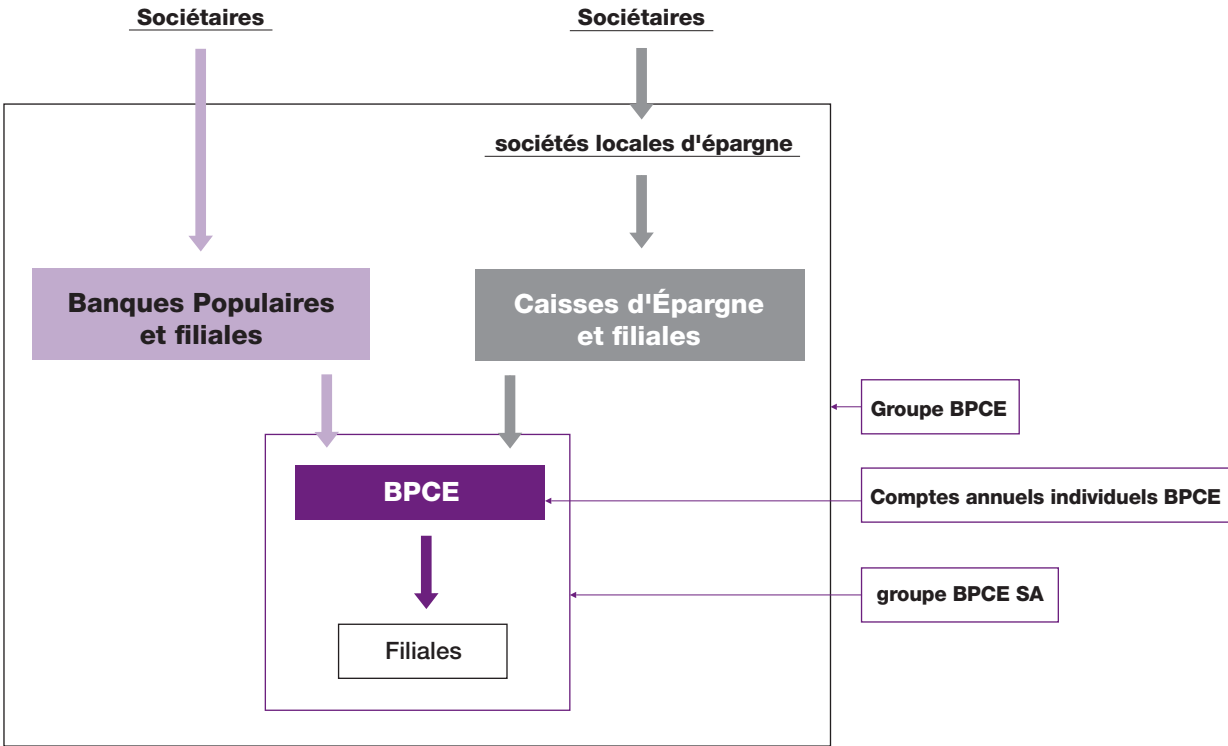 Sociétaires
Sociétaires
sociétés locales d'épargne
Banques Populaires
et filiales
Caisses d'Épargne
et filiales
Groupe BPCE
BPCE
Comptes annuels individuels BPCE
groupe BPCE SA
Filiales